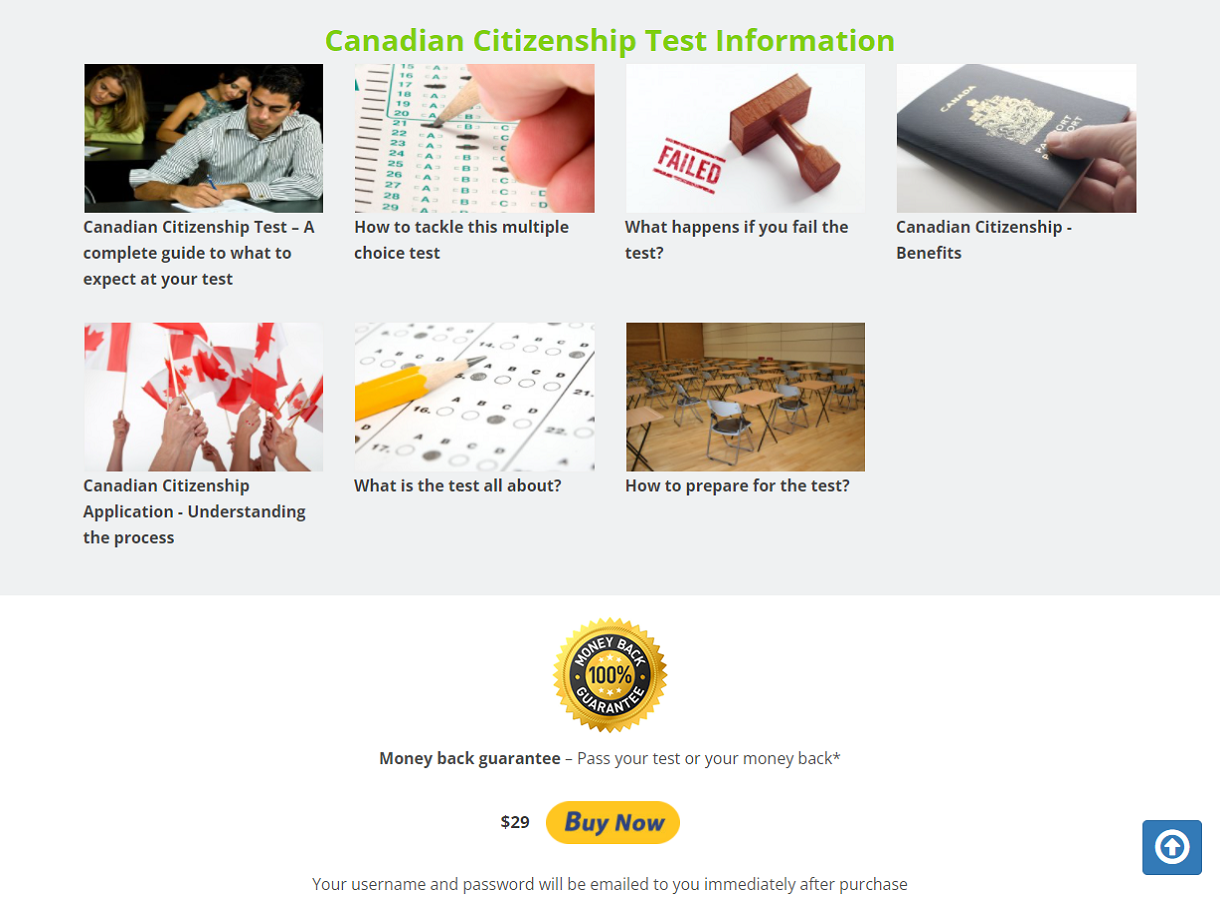 Canadian Citizenship Test Information
FAILED
CANADA
Canadian Citizenship Test – A
complete guide to what to
expect at your test
How to tackle this multiple
choice test
What happens if you fail the
test?
Canadian Citizenship -
Benefits
Canadian Citizenship
Application - Understanding
the process
What is the test all about?
How to prepare for the test?
MONEY BACK
100%
GUARANTEE
Money back guarantee – Pass your test or your money back*
$29 Buy Now
Your username and password will be emailed to you immediately after purchase